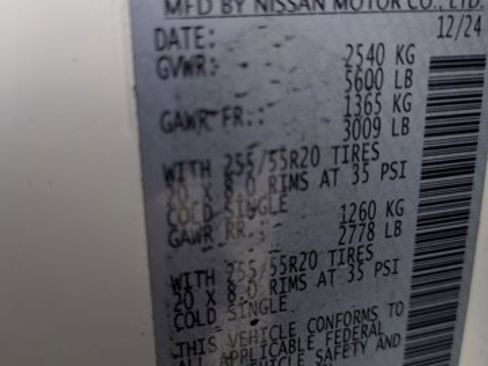 MFD BY NISSAN MOTOR CO., LTD.
DATE: 12/24
GVWR: 2540 KG
5600 LB
GAWR FR.: 1365 KG
3009 LB
WITH 255/55R20 TIRES
20 X 8.0 RIMS AT 35 PSI
COLD SINGLE
GAWR RR.: 1260 KG
2778 LB
WITH 255/55R20 TIRES
20 X 8.0 RIMS AT 35 PSI
COLD SINGLE
THIS VEHICLE CONFORMS TO
ALL APPLICABLE FEDERAL
VEHICLE SAFETY AND